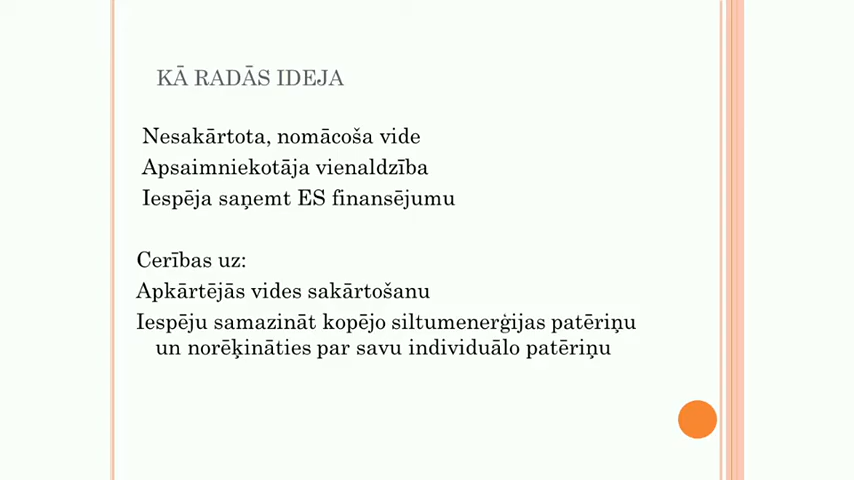 KĀ RADĀS IDEJA
Nesakārtota, nomācoša vide
Apsaimniekotāja vienaldzība
Iespēja saņemt ES finansējumu
Cerības uz:
Apkārtējās vides sakārtošanu
Iespēju samazināt kopējo siltumenerģijas patēriņu
un norēķināties par savu individuālo patēriņu